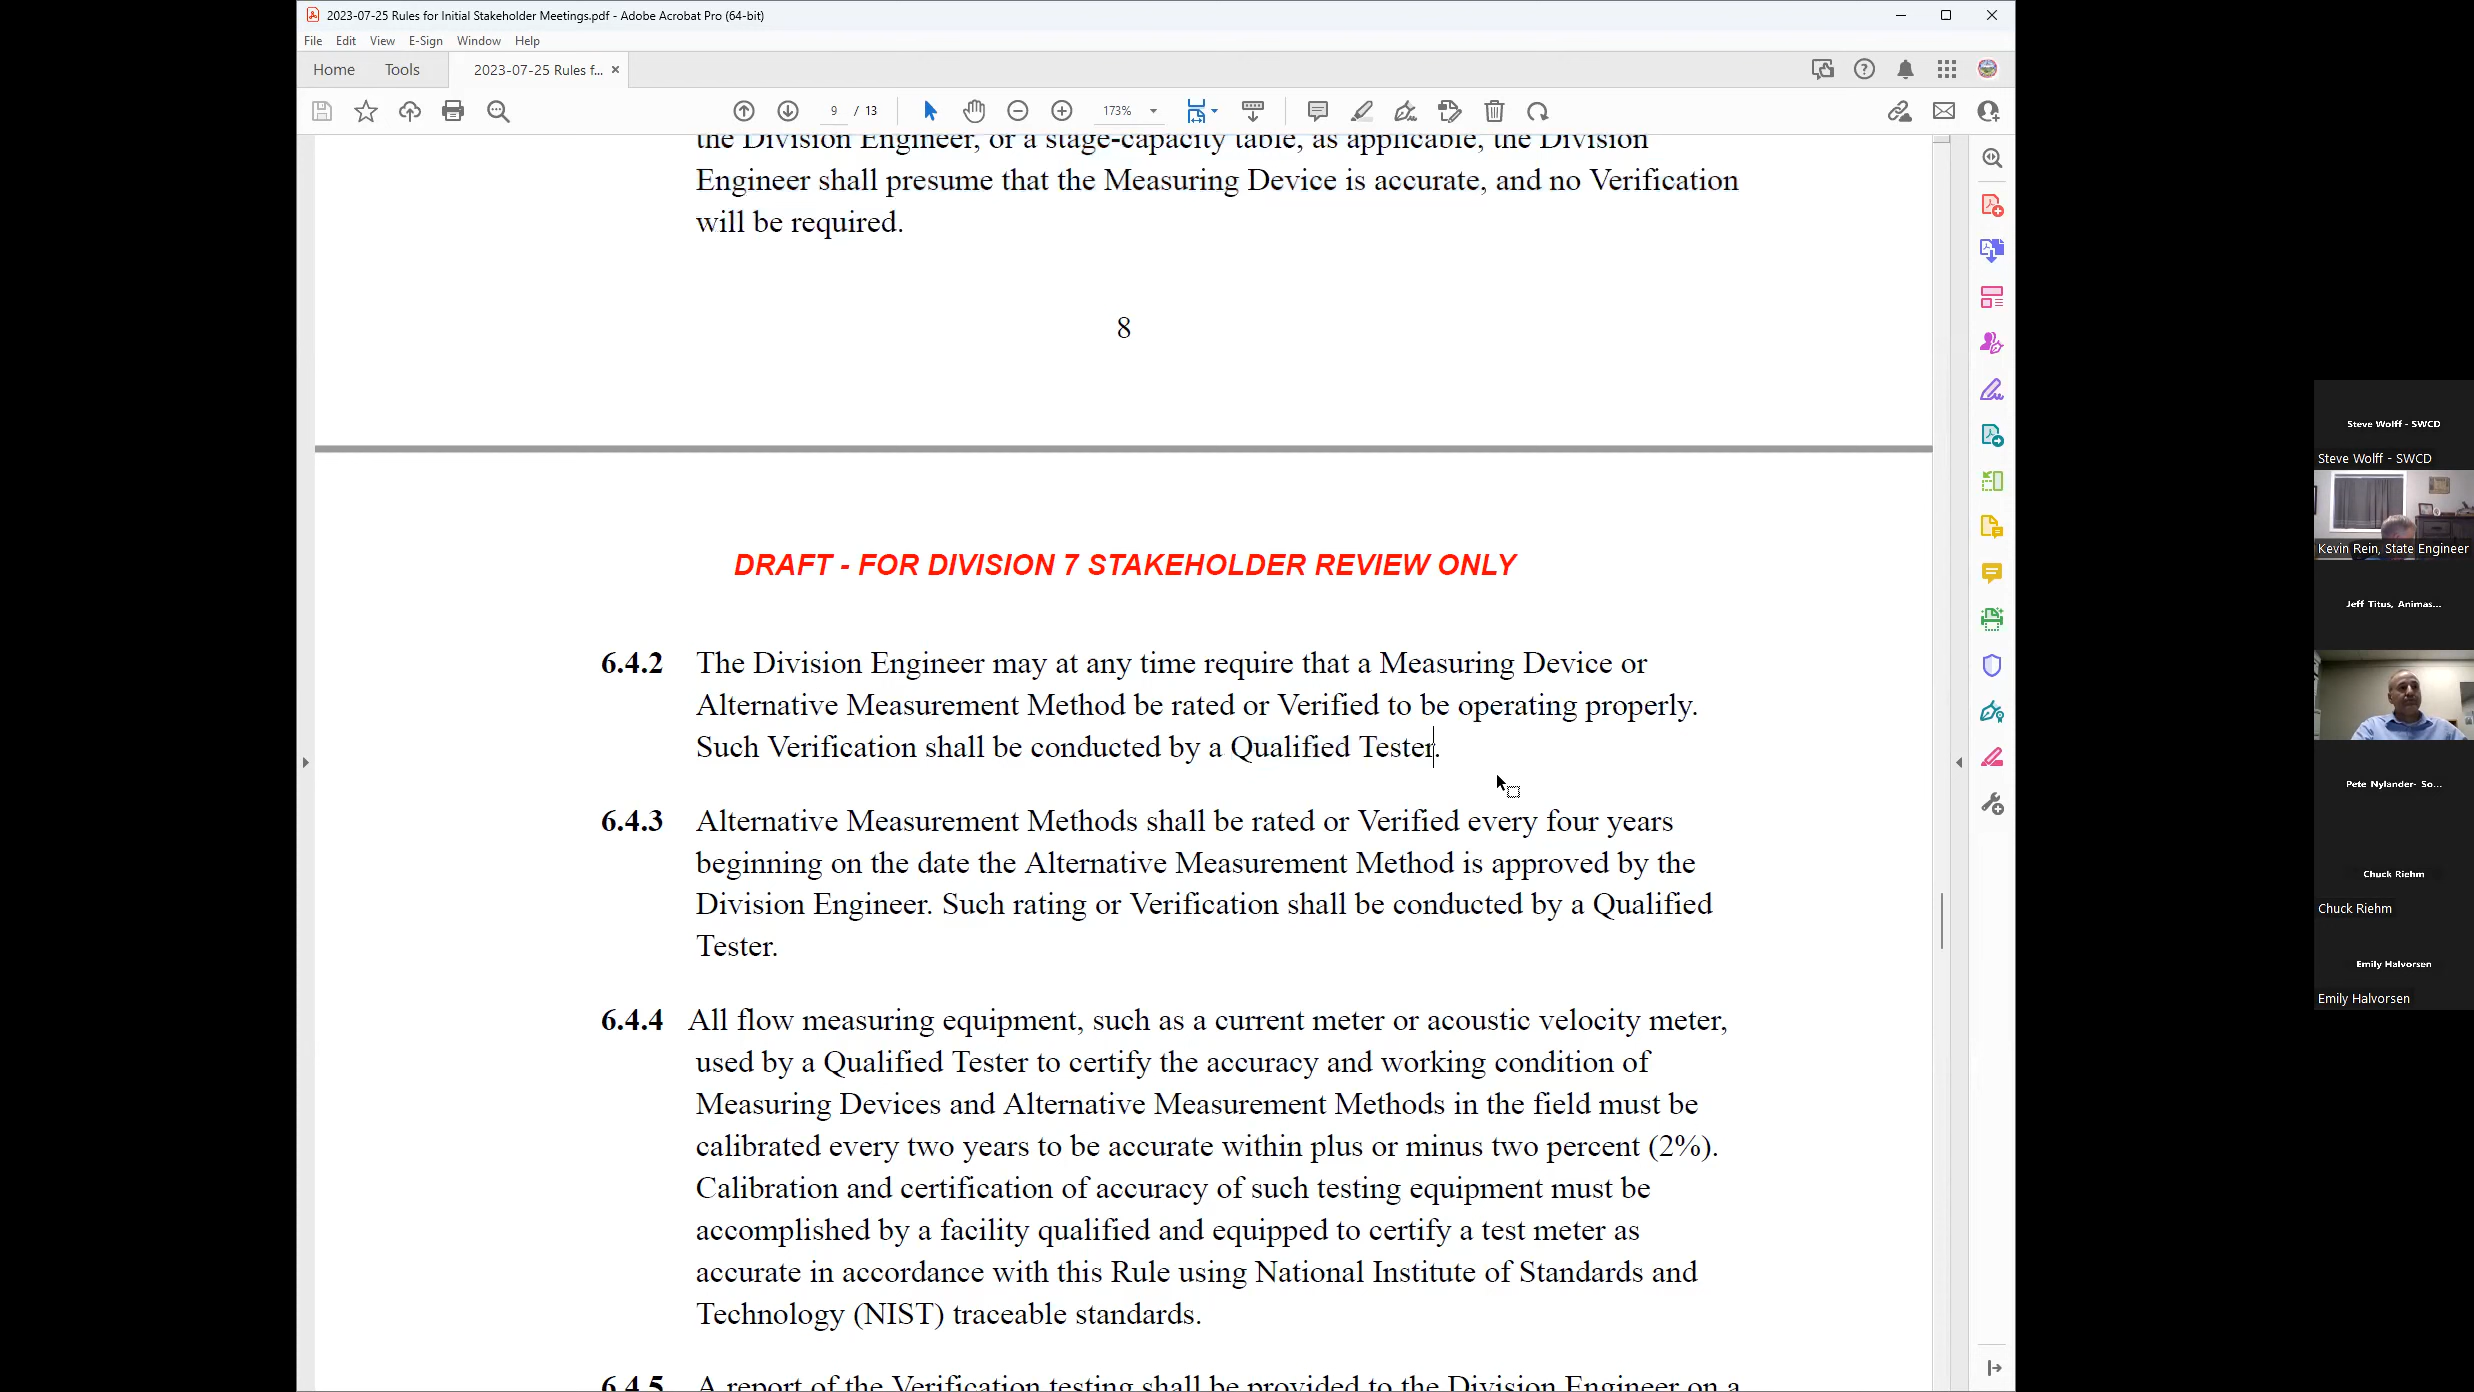 2023-07-25 Rules for Initial Stakeholder Meetings.pdf - Adobe Acrobat Pro (64-bit)
File Edit View E-Sign Window Help
Home Tools 2023-07-25 Rules f... ×
9 / 13 173%
the Division Engineer, or a stage-capacity table, as applicable, the Division
Engineer shall presume that the Measuring Device is accurate, and no Verification
will be required.
8
DRAFT - FOR DIVISION 7 STAKEHOLDER REVIEW ONLY
6.4.2 The Division Engineer may at any time require that a Measuring Device or
Alternative Measurement Method be rated or Verified to be operating properly.
Such Verification shall be conducted by a Qualified Tester.
6.4.3 Alternative Measurement Methods shall be rated or Verified every four years
beginning on the date the Alternative Measurement Method is approved by the
Division Engineer. Such rating or Verification shall be conducted by a Qualified
Tester.
6.4.4 All flow measuring equipment, such as a current meter or acoustic velocity meter,
used by a Qualified Tester to certify the accuracy and working condition of
Measuring Devices and Alternative Measurement Methods in the field must be
calibrated every two years to be accurate within plus or minus two percent (2%).
Calibration and certification of accuracy of such testing equipment must be
accomplished by a facility qualified and equipped to certify a test meter as
accurate in accordance with this Rule using National Institute of Standards and
Technology (NIST) traceable standards.
6.4.5 A report of the Verification testing shall be provided to the Division Engineer on a
Steve Wolff - SWCD
Steve Wolff - SWCD
Kevin Rein, State Engineer
Jeff Titus, Animas...
Pete Nylander- So...
Chuck Riehm
Chuck Riehm
Emily Halvorsen
Emily Halvorsen